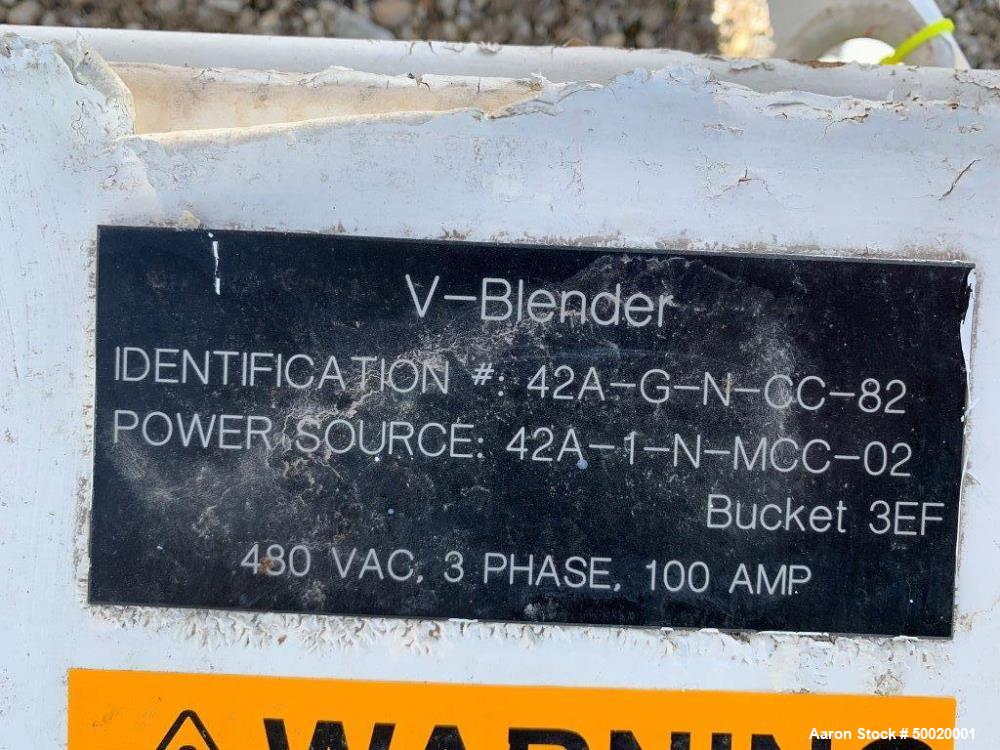 V-Blender
IDENTIFICATION #: 42A-G-N-CC-82
POWER SOURCE: 42A-1-N-MCC-02
Bucket 3EF
480 VAC, 3 PHASE, 100 AMP
WARNING
Aaron Stock # 50020001